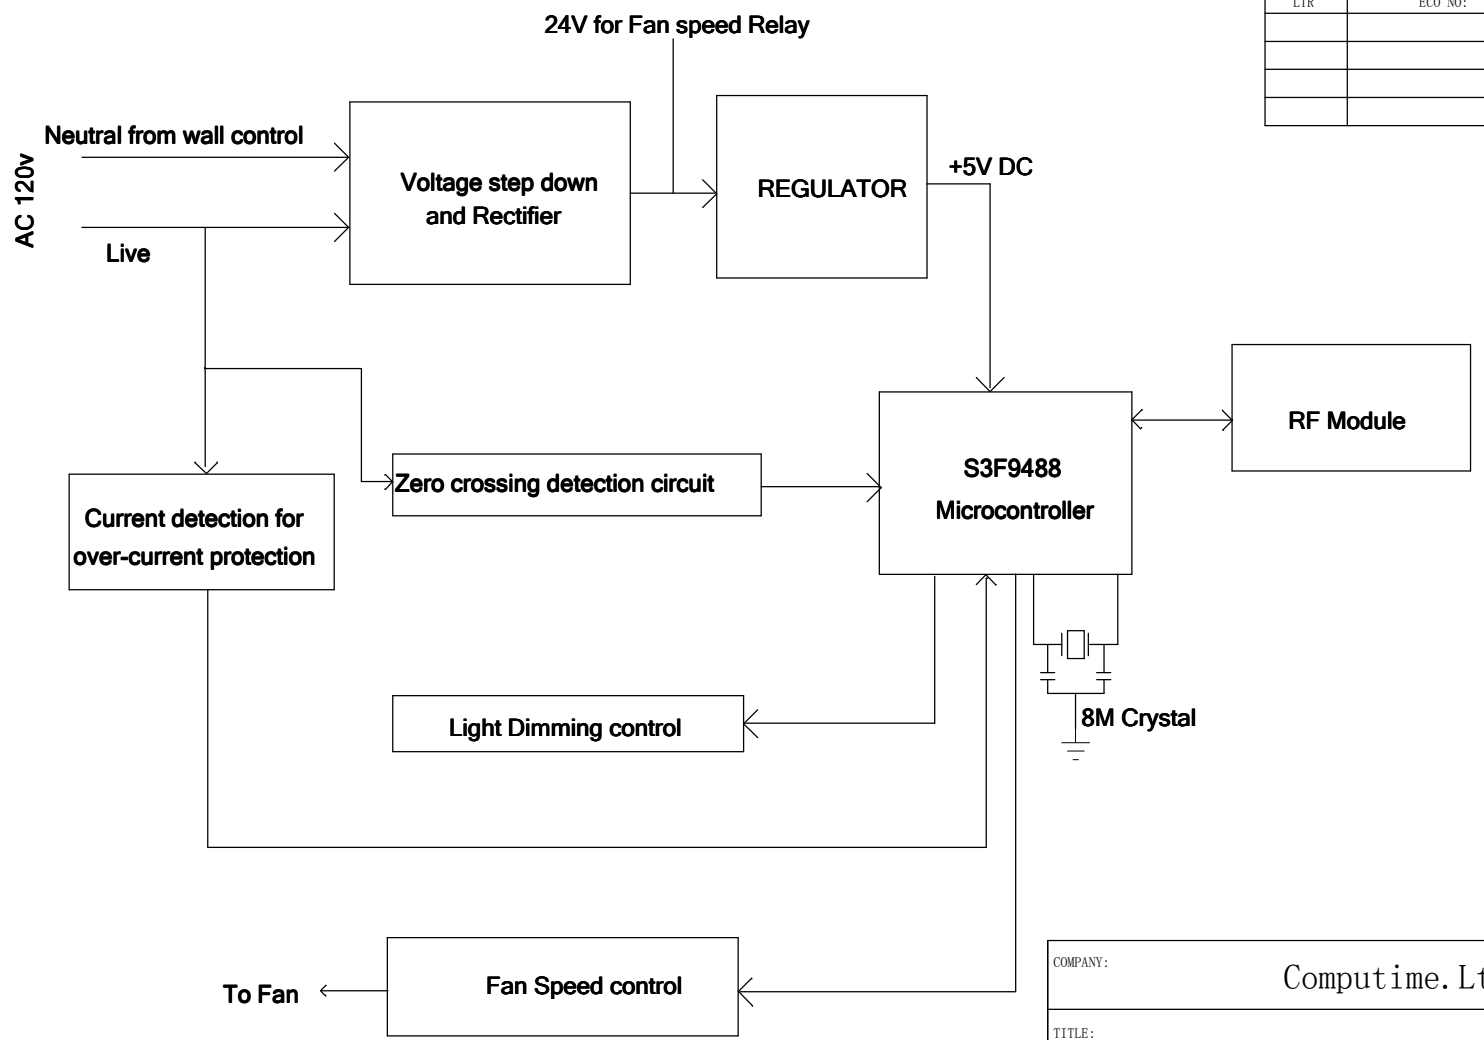 24V for Fan speed Relay
LTR ECO NO:
Neutral from wall control
AC 120v
Live
Voltage step down
and Rectifier
REGULATOR
+5V DC
RF Module
S3F9488
Microcontroller
Zero crossing detection circuit
Current detection for
over-current protection
Light Dimming control
8M Crystal
Fan Speed control
To Fan
COMPANY:
Computime.Lt
TITLE: